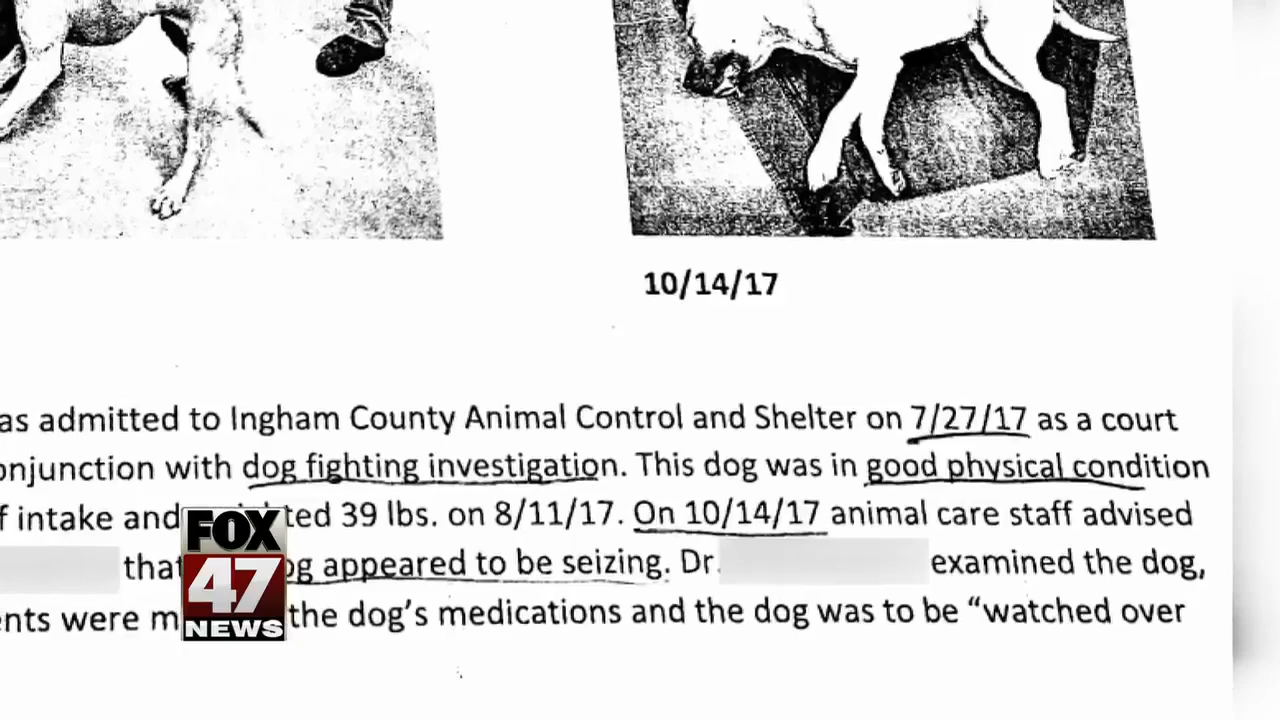 10/14/17
as admitted to Ingham County Animal Control and Shelter on 7/27/17 as a court
onjunction with dog fighting investigation. This dog was in good physical condition
f intake and ted 39 lbs. on 8/11/17. On 10/14/17 animal care staff advised
that og appeared to be seizing. Dr. examined the dog,
ents were m the dog's medications and the dog was to be “watched over
FOX
47
NEWS